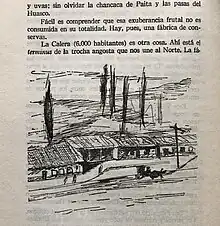 y uvas; sin olvidar la chancaca de Paita y las pasas del
Huasco.
Fácil es comprender que esa exuberancia frutal no es
consumida en su totalidad. Hay, pues, una fábrica de con-
servas.
La Calera (6.000 habitantes) es otra cosa. Ahí está el
terminus de la trocha angosta que nos une al Norte. La fá-